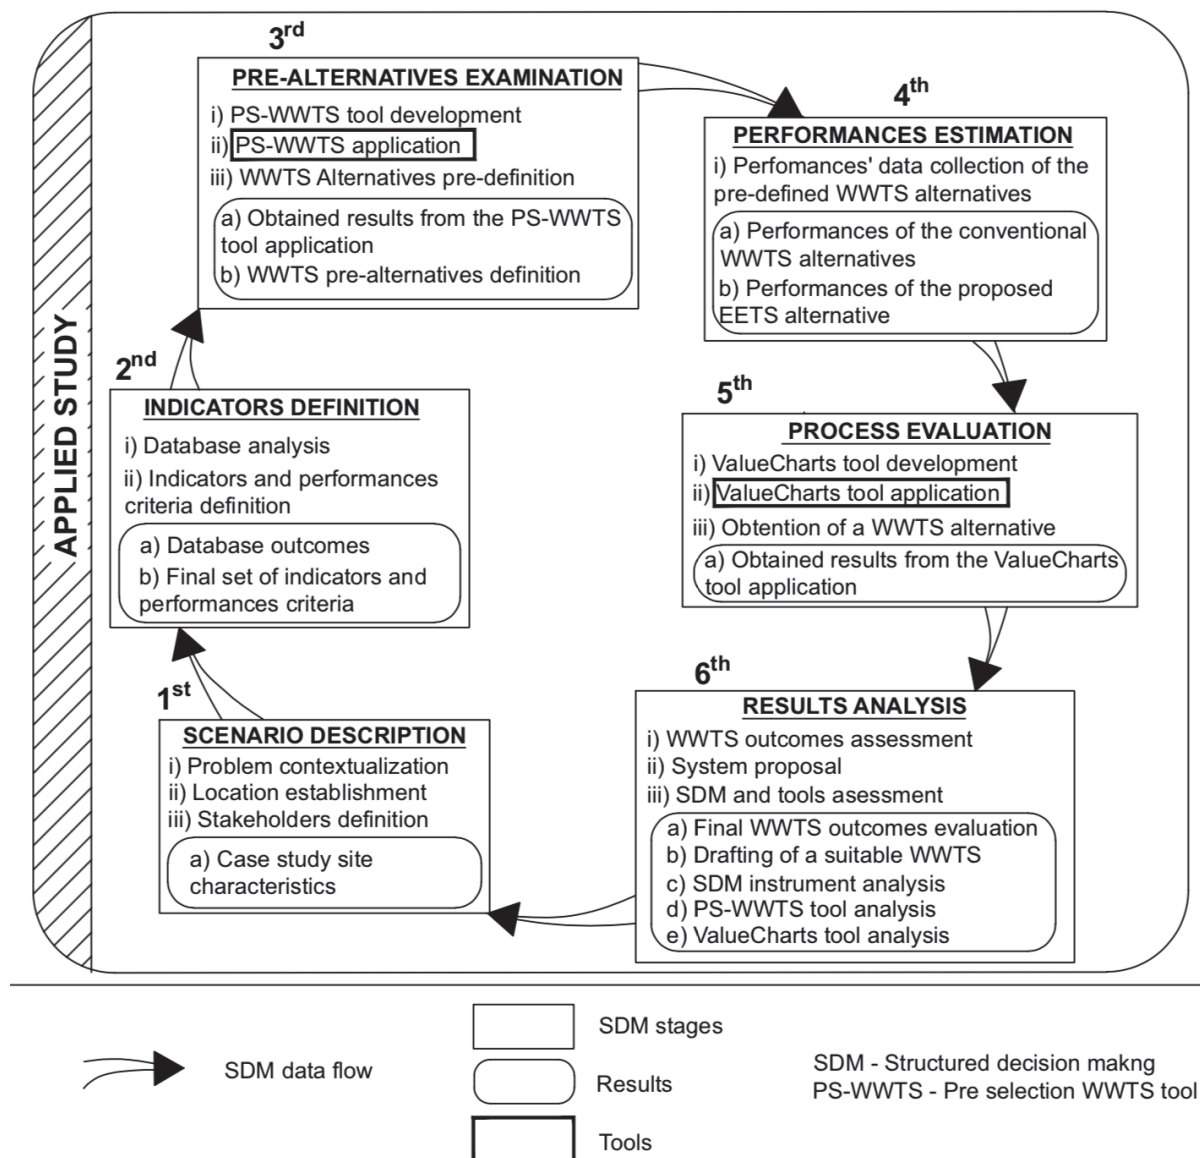 APPLIED STUDY
3rd
PRE-ALTERNATIVES EXAMINATION
i) PS-WWTS tool development
ii) PS-WWTS application
iii) WWTS Alternatives pre-definition
a) Obtained results from the PS-WWTS
tool application
b) WWTS pre-alternatives definition
4th
PERFORMANCES ESTIMATION
i) Perfomances' data collection of the
pre-defined WWTS alternatives
a) Performances of the conventional
WWTS alternatives
b) Performances of the proposed
EETS alternative
2nd
INDICATORS DEFINITION
i) Database analysis
ii) Indicators and performances
criteria definition
a) Database outcomes
b) Final set of indicators and
performances criteria
5th
PROCESS EVALUATION
i) ValueCharts tool development
ii) ValueCharts tool application
iii) Obtention of a WWTS alternative
a) Obtained results from the ValueCharts
tool application
1st
SCENARIO DESCRIPTION
i) Problem contextualization
ii) Location establishment
iii) Stakeholders definition
a) Case study site
characteristics
6th
RESULTS ANALYSIS
i) WWTS outcomes assessment
ii) System proposal
iii) SDM and tools asessment
a) Final WWTS outcomes evaluation
b) Drafting of a suitable WWTS
c) SDM instrument analysis
d) PS-WWTS tool analysis
e) ValueCharts tool analysis
SDM data flow
SDM stages
Results
Tools
SDM - Structured decision makng
PS-WWTS - Pre selection WWTS tool